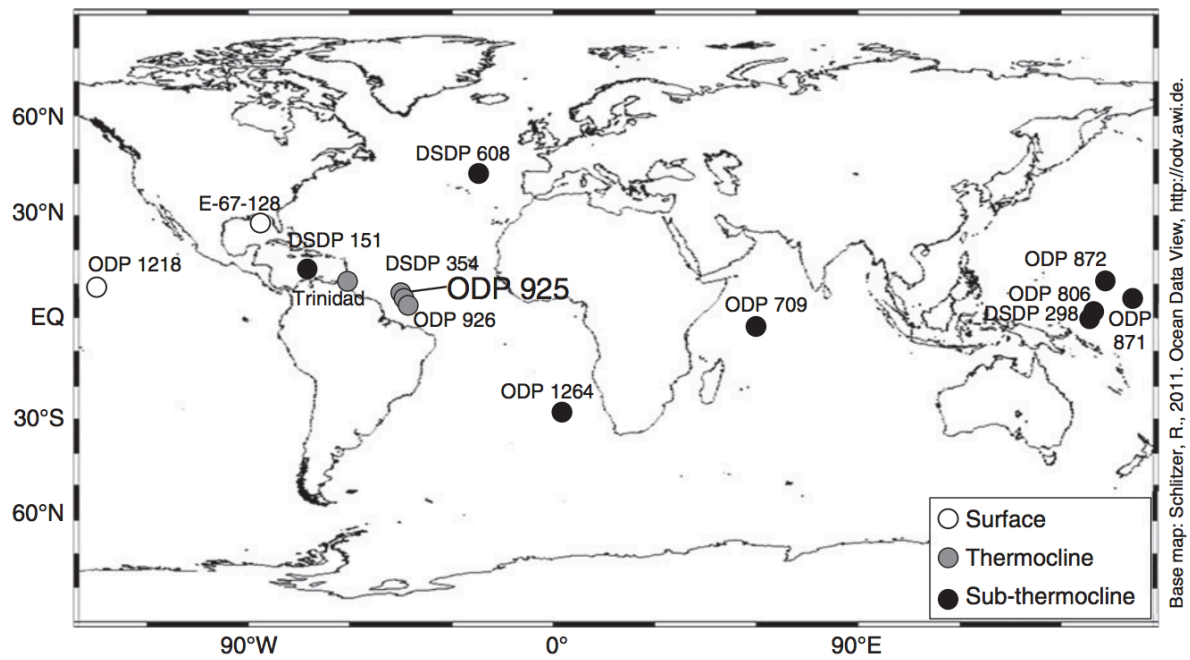 60°N
30°N
EQ
30°S
60°S
90°W
0°
90°E
DSDP 608
E-67-128
DSDP 151
ODP 1218
DSDP 354
Trinidad
ODP 925
ODP 926
ODP 709
ODP 872
ODP 806
DSDP 298
ODP
871
ODP 1264
Surface
Thermocline
Sub-thermocline
Base map: Schlitzer, R., 2011. Ocean Data View, http://odv.awi.de.